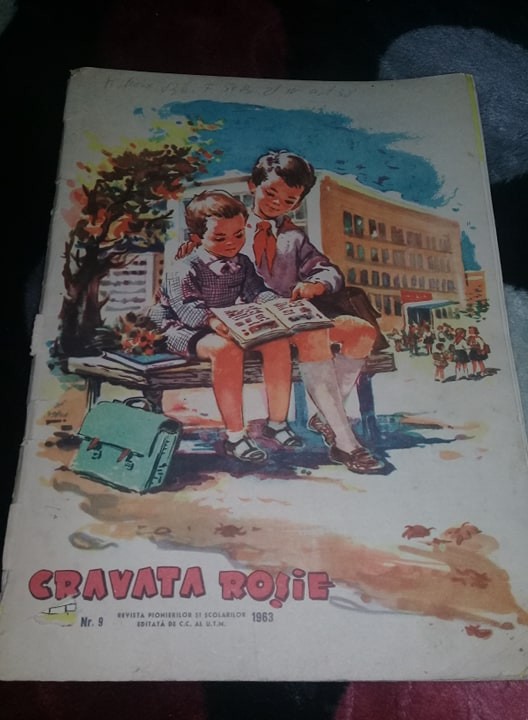 CRAVATA ROȘIE
Nr. 9
REVISTA PIONIERILOR ȘI ȘCOLARILOR
EDITATĂ DE C.C. AL U.T.M.
1963